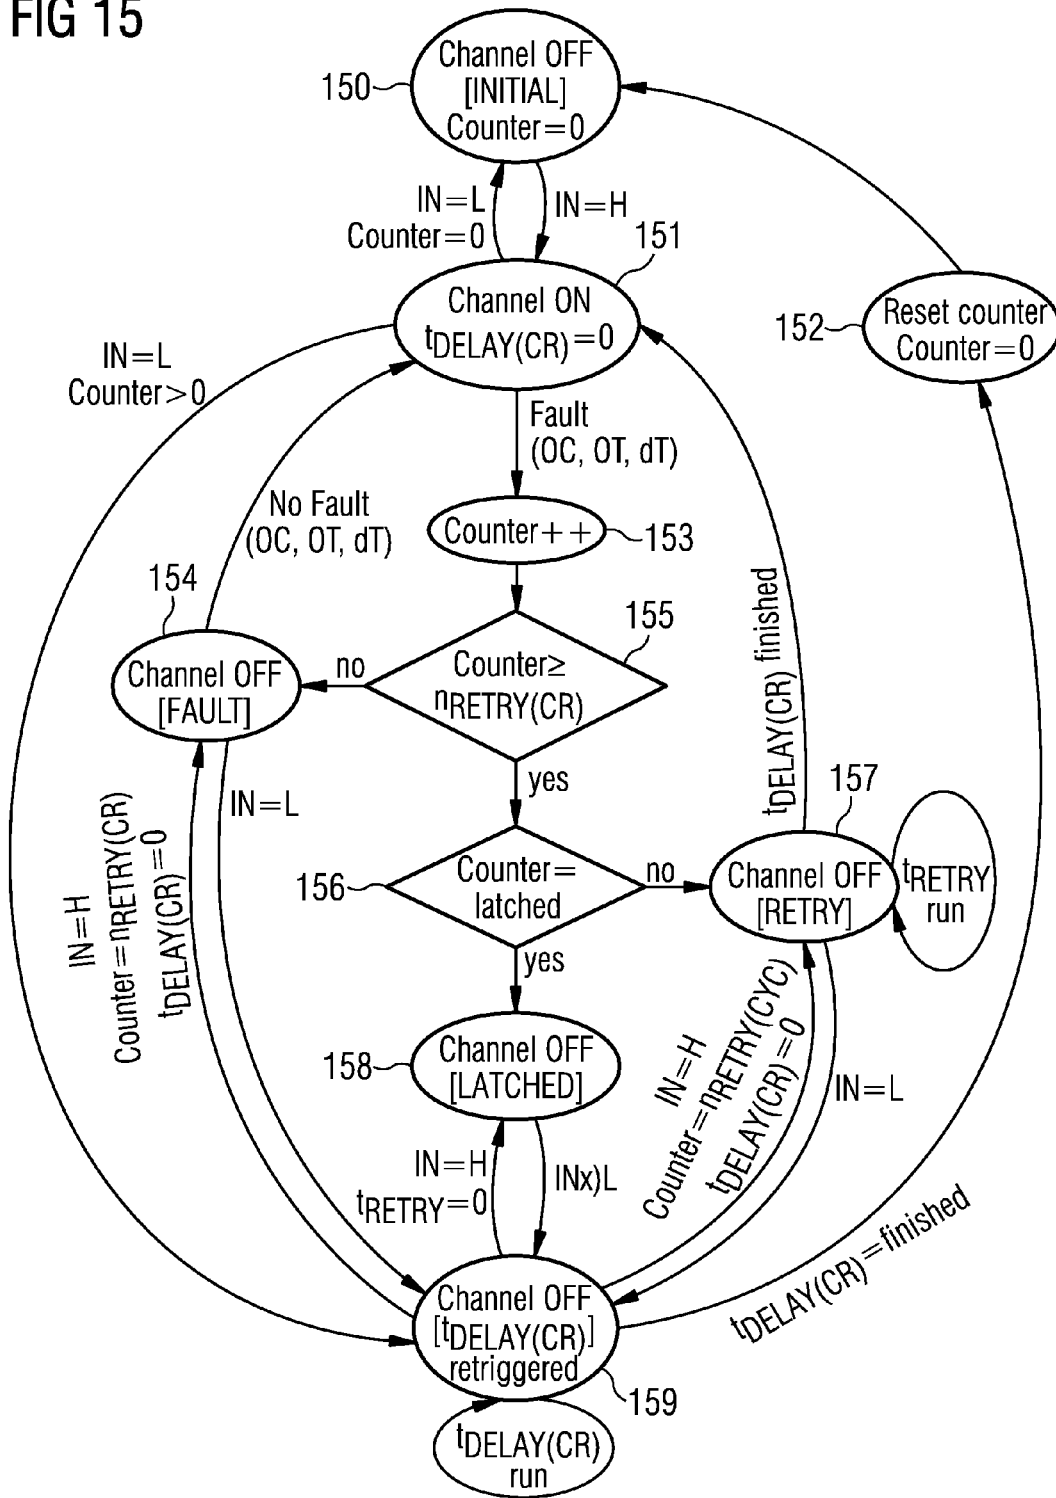 FIG 15
Channel OFF
[INITIAL]
Counter=0
150
IN=L
Counter=0
IN=H
151
Channel ON
tDELAY(CR)=0
152
Reset counter
Counter=0
IN=L
Counter>0
Fault
(OC, OT, dT)
No Fault
(OC, OT, dT)
Counter++
153
154
Channel OFF
[FAULT]
no
155
Counter≥
nRETRY(CR)
yes
tDELAY(CR) finished
IN=L
156
Counter=
latched
no
157
Channel OFF
[RETRY]
tRETRY
run
yes
IN=H
Counter=nRETRY(CR)
tDELAY(CR)=0
158
Channel OFF
[LATCHED]
IN=H
Counter=nRETRY(CYC)
tDELAY(CR)=0
IN=L
IN=H
tRETRY=0
INx)L
tDELAY(CR)=finished
Channel OFF
[tDELAY(CR)]
retriggered
159
tDELAY(CR)
run